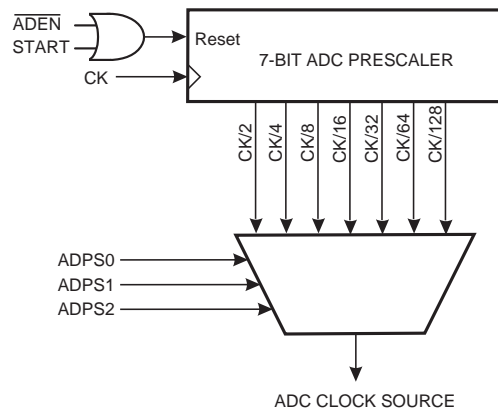 ADEN
START
Reset
7-BIT ADC PRESCALER
CK
CK/2
CK/4
CK/8
CK/16
CK/32
CK/64
CK/128
ADPS0
ADPS1
ADPS2
ADC CLOCK SOURCE